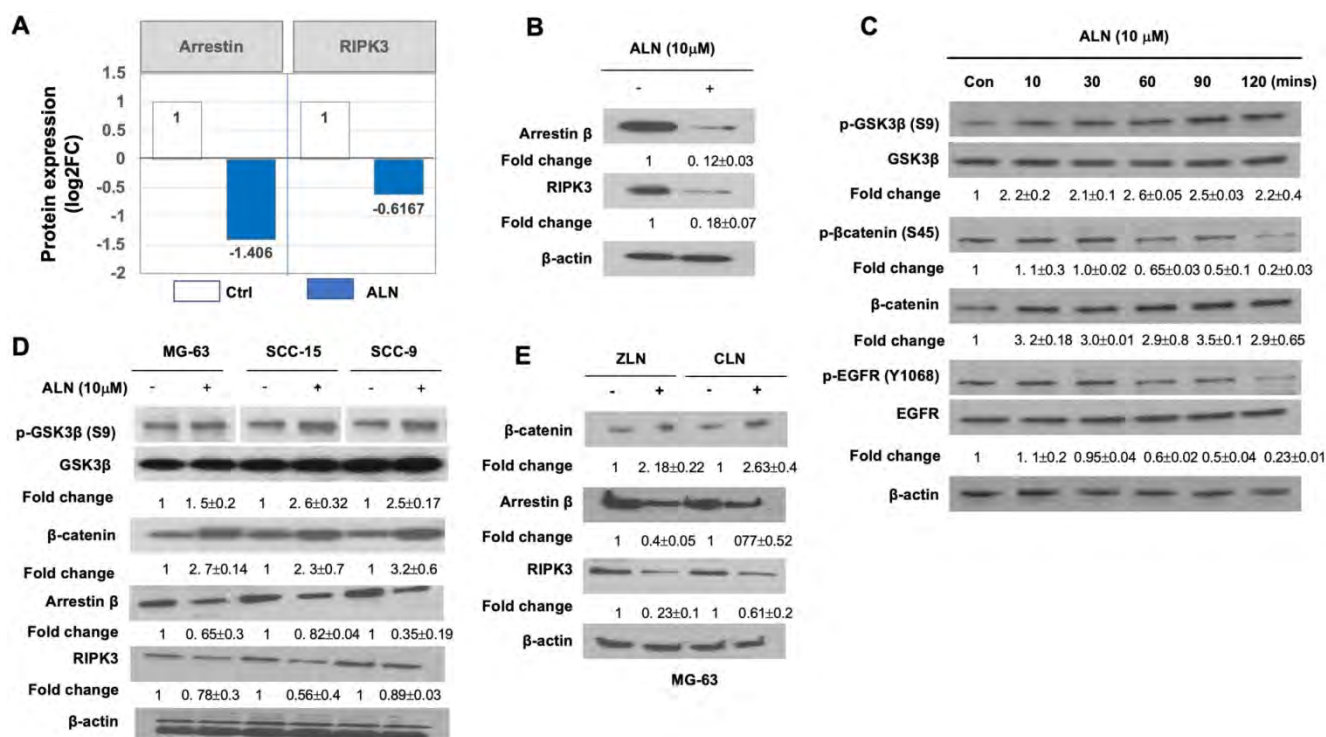 A
Arrestin RIPK3
Protein expression
(log2FC)
1.5
1
0.5
0
-0.5
-1
-1.5
-2
1
-1.406
1
-0.6167
Ctrl ALN
B
ALN (10μM)
- +
Arrestin β
Fold change 1 0. 12±0.03
RIPK3
Fold change 1 0. 18±0.07
β-actin
C
ALN (10 μM)
Con 10 30 60 90 120 (mins)
p-GSK3β (S9)
GSK3β
Fold change 1 2. 2±0.2 2.1±0.1 2. 6±0.05 2.5±0.03 2.2±0.4
p-βcatenin (S45)
Fold change 1 1. 1±0.3 1.0±0.02 0. 65±0.03 0.5±0.1 0.2±0.03
β-catenin
Fold change 1 3. 2±0.18 3.0±0.01 2.9±0.8 3.5±0.1 2.9±0.65
p-EGFR (Y1068)
EGFR
Fold change 1 1. 1±0.2 0.95±0.04 0.6±0.02 0.5±0.04 0.23±0.01
β-actin
D
MG-63 SCC-15 SCC-9
ALN (10μM) - + - + - +
p-GSK3β (S9)
GSK3β
Fold change 1 1. 5±0.2 1 2.6±0.32 1 2.5±0.17
β-catenin
Fold change 1 2. 7±0.14 1 2.3±0.7 1 3.2±0.6
Arrestin β
Fold change 1 0. 65±0.3 1 0. 82±0.04 1 0.35±0.19
RIPK3
Fold change 1 0. 78±0.3 1 0.56±0.4 1 0.89±0.03
β-actin
E
ZLN CLN
- + - +
β-catenin
Fold change 1 2. 18±0.22 1 2.63±0.4
Arrestin β
Fold change 1 0.4±0.05 1 077±0.52
RIPK3
Fold change 1 0. 23±0.1 1 0.61±0.2
β-actin
MG-63